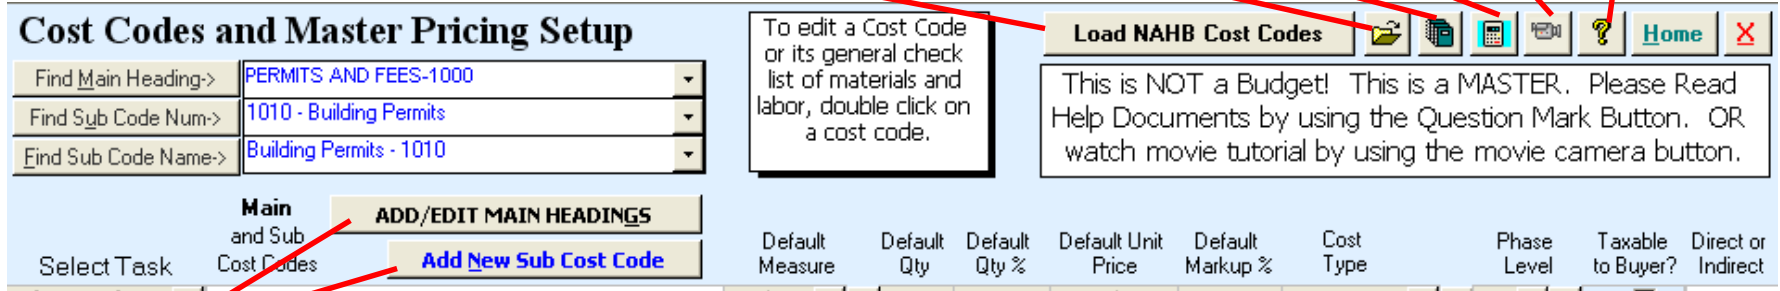 Cost Codes and Master Pricing Setup
Find Main Heading->
PERMITS AND FEES-1000
Find Sub Code Num->
1010 - Building Permits
Find Sub Code Name->
Building Permits - 1010
To edit a Cost Code
or its general check
list of materials and
labor, double click on
a cost code.
Load NAHB Cost Codes
?
Home
X
This is NOT a Budget! This is a MASTER. Please Read
Help Documents by using the Question Mark Button. OR
watch movie tutorial by using the movie camera button.
Select Task
Main
and Sub
Cost Codes
ADD/EDIT MAIN HEADINGS
Add New Sub Cost Code
Default
Measure
Default
Qty
Default
Qty %
Default Unit
Price
Default
Markup %
Cost
Type
Phase
Level
Taxable
to Buyer?
Direct or
Indirect